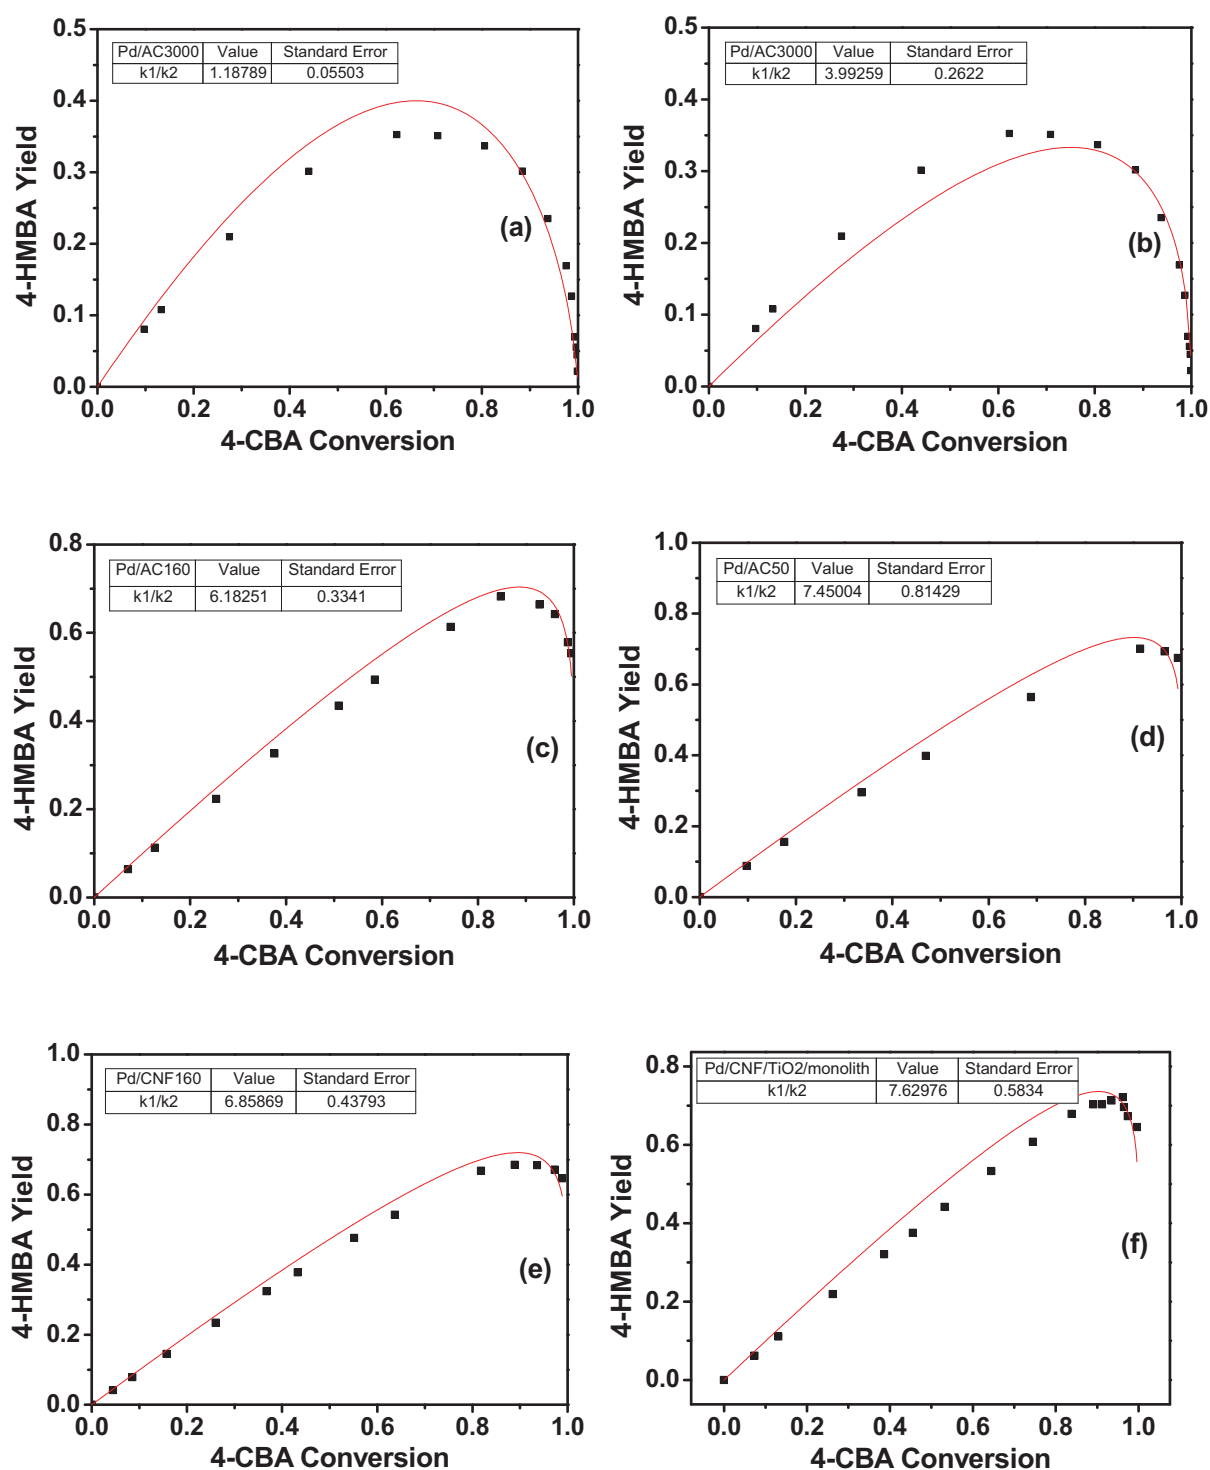 Pd/AC3000 Value Standard Error
k1/k2 1.18789 0.05503
0.5
0.4
0.3
0.2
0.1
0.0
4-HMBA Yield
(a)
0.0 0.2 0.4 0.6 0.8 1.0
4-CBA Conversion
Pd/AC3000 Value Standard Error
k1/k2 3.99259 0.2622
0.5
0.4
0.3
0.2
0.1
0.0
4-HMBA Yield
(b)
0.0 0.2 0.4 0.6 0.8 1.0
4-CBA Conversion
Pd/AC160 Value Standard Error
k1/k2 6.18251 0.3341
0.8
0.6
0.4
0.2
0.0
4-HMBA Yield
(c)
0.0 0.2 0.4 0.6 0.8 1.0
4-CBA Conversion
Pd/AC50 Value Standard Error
k1/k2 7.45004 0.81429
1.0
0.8
0.6
0.4
0.2
0.0
4-HMBA Yield
(d)
0.0 0.2 0.4 0.6 0.8 1.0
4-CBA Conversion
Pd/CNF160 Value Standard Error
k1/k2 6.85869 0.43793
1.0
0.8
0.6
0.4
0.2
0.0
4-HMBA Yield
(e)
0.0 0.2 0.4 0.6 0.8 1.0
4-CBA Conversion
Pd/CNF/TiO2/monolith Value Standard Error
k1/k2 7.62976 0.5834
0.8
0.6
0.4
0.2
0.0
4-HMBA Yield
(f)
0.0 0.2 0.4 0.6 0.8 1.0
4-CBA Conversion